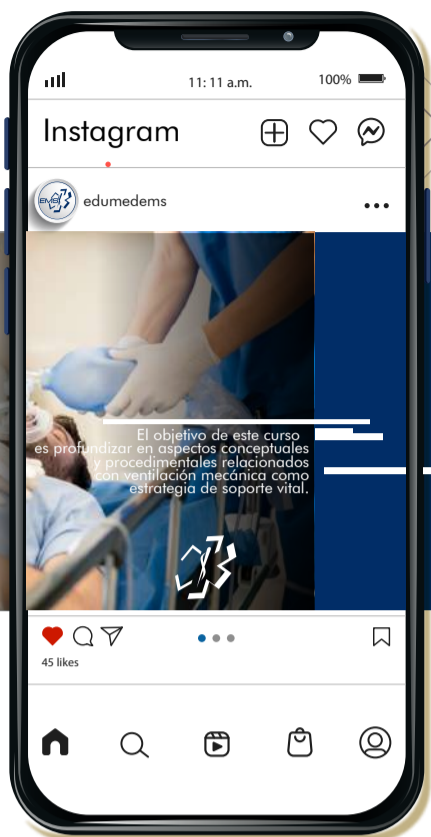 11: 11 a.m.
100%
Instagram
EMS
edumedems
El objetivo de este curso
es profundizar en aspectos conceptuales
y procedimentales relacionados
con ventilación mecánica como
estrategia de soporte vital.
45 likes